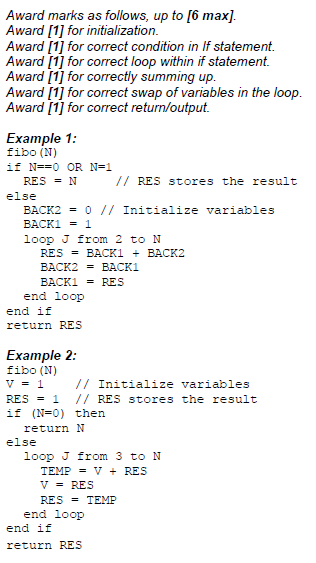 Award marks as follows, up to [6 max].
Award [1] for initialization.
Award [1] for correct condition in If statement.
Award [1] for correct loop within if statement.
Award [1] for correctly summing up.
Award [1] for correct swap of variables in the loop.
Award [1] for correct return/output.
Example 1:
fibo(N)
if N==0 OR N=1
RES = N // RES stores the result
else
BACK2 = 0 // Initialize variables
BACK1 = 1
loop J from 2 to N
RES = BACK1 + BACK2
BACK2 = BACK1
BACK1 = RES
end loop
end if
return RES
Example 2:
fibo(N)
V = 1 // Initialize variables
RES = 1 // RES stores the result
if (N=0) then
return N
else
loop J from 3 to N
TEMP = V + RES
V = RES
RES = TEMP
end loop
end if
return RES